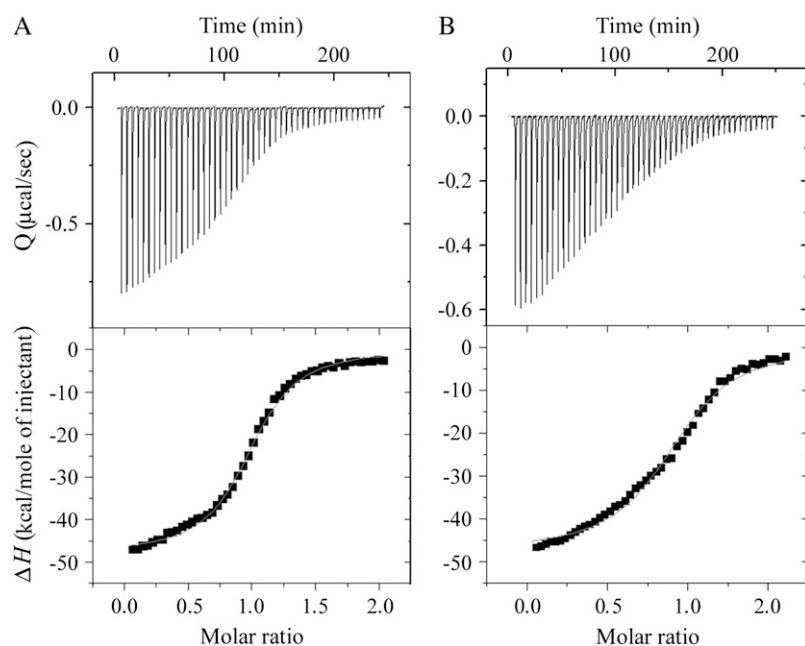 A
Time (min)
0 100 200
Q (μcal/sec)
0.0
-0.5
ΔH (kcal/mole of injectant)
0
-10
-20
-30
-40
-50
0.0 0.5 1.0 1.5 2.0
Molar ratio
B
Time (min)
0 100 200
0.0
-0.2
-0.4
-0.6
0
-10
-20
-30
-40
-50
0.0 0.5 1.0 2.0
Molar ratio